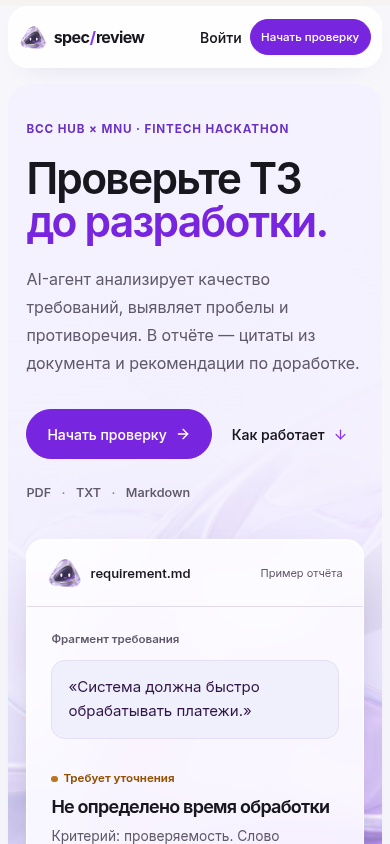 spec/review
Войти
Начать проверку
BCC HUB × MNU · FINTECH HACKATHON
Проверьте ТЗ
до разработки.
AI-агент анализирует качество
требований, выявляет пробелы и
противоречия. В отчёте — цитаты из
документа и рекомендации по доработке.
Начать проверку →
Как работает ↓
PDF · TXT · Markdown
requirement.md
Пример отчёта
Фрагмент требования
«Система должна быстро
обрабатывать платежи.»
Требует уточнения
Не определено время обработки
Критерий: проверяемость. Слово